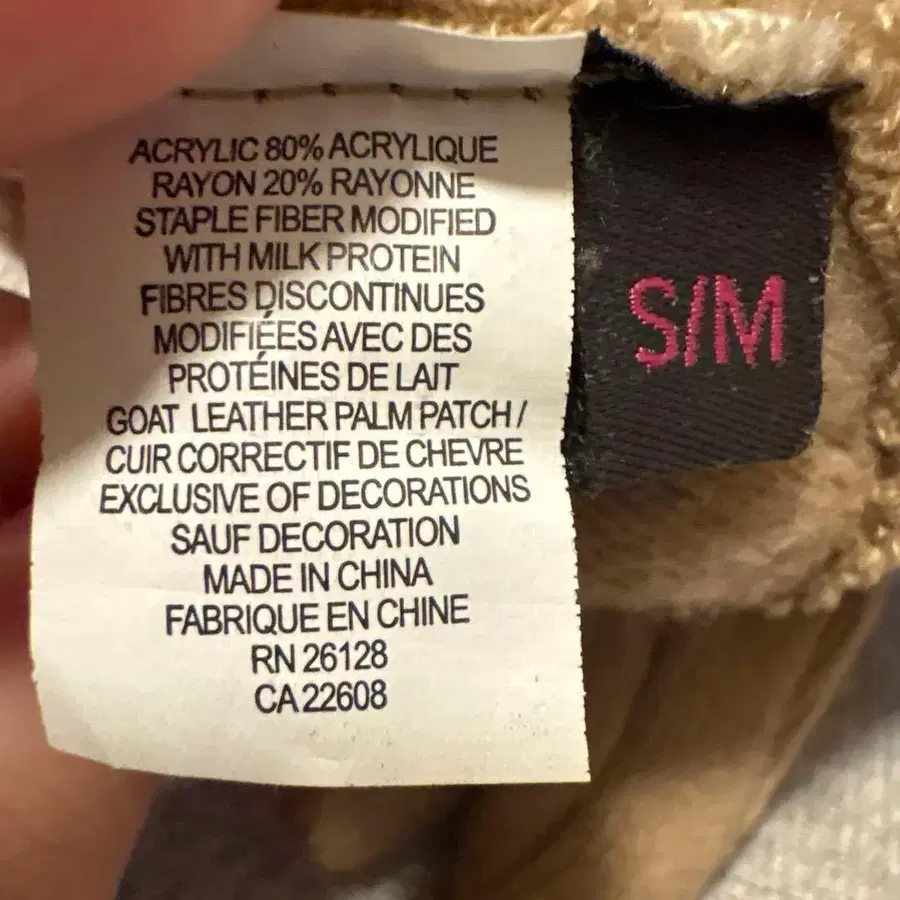 ACRYLIC 80% ACRYLIQUE
RAYON 20% RAYONNE
STAPLE FIBER MODIFIED
WITH MILK PROTEIN
FIBRES DISCONTINUES
MODIFIÉES AVEC DES
PROTÉINES DE LAIT
GOAT LEATHER PALM PATCH /
CUIR CORRECTIF DE CHEVRE
EXCLUSIVE OF DECORATIONS
SAUF DECORATION
MADE IN CHINA
FABRIQUE EN CHINE
RN 26128
CA 22608
S/M